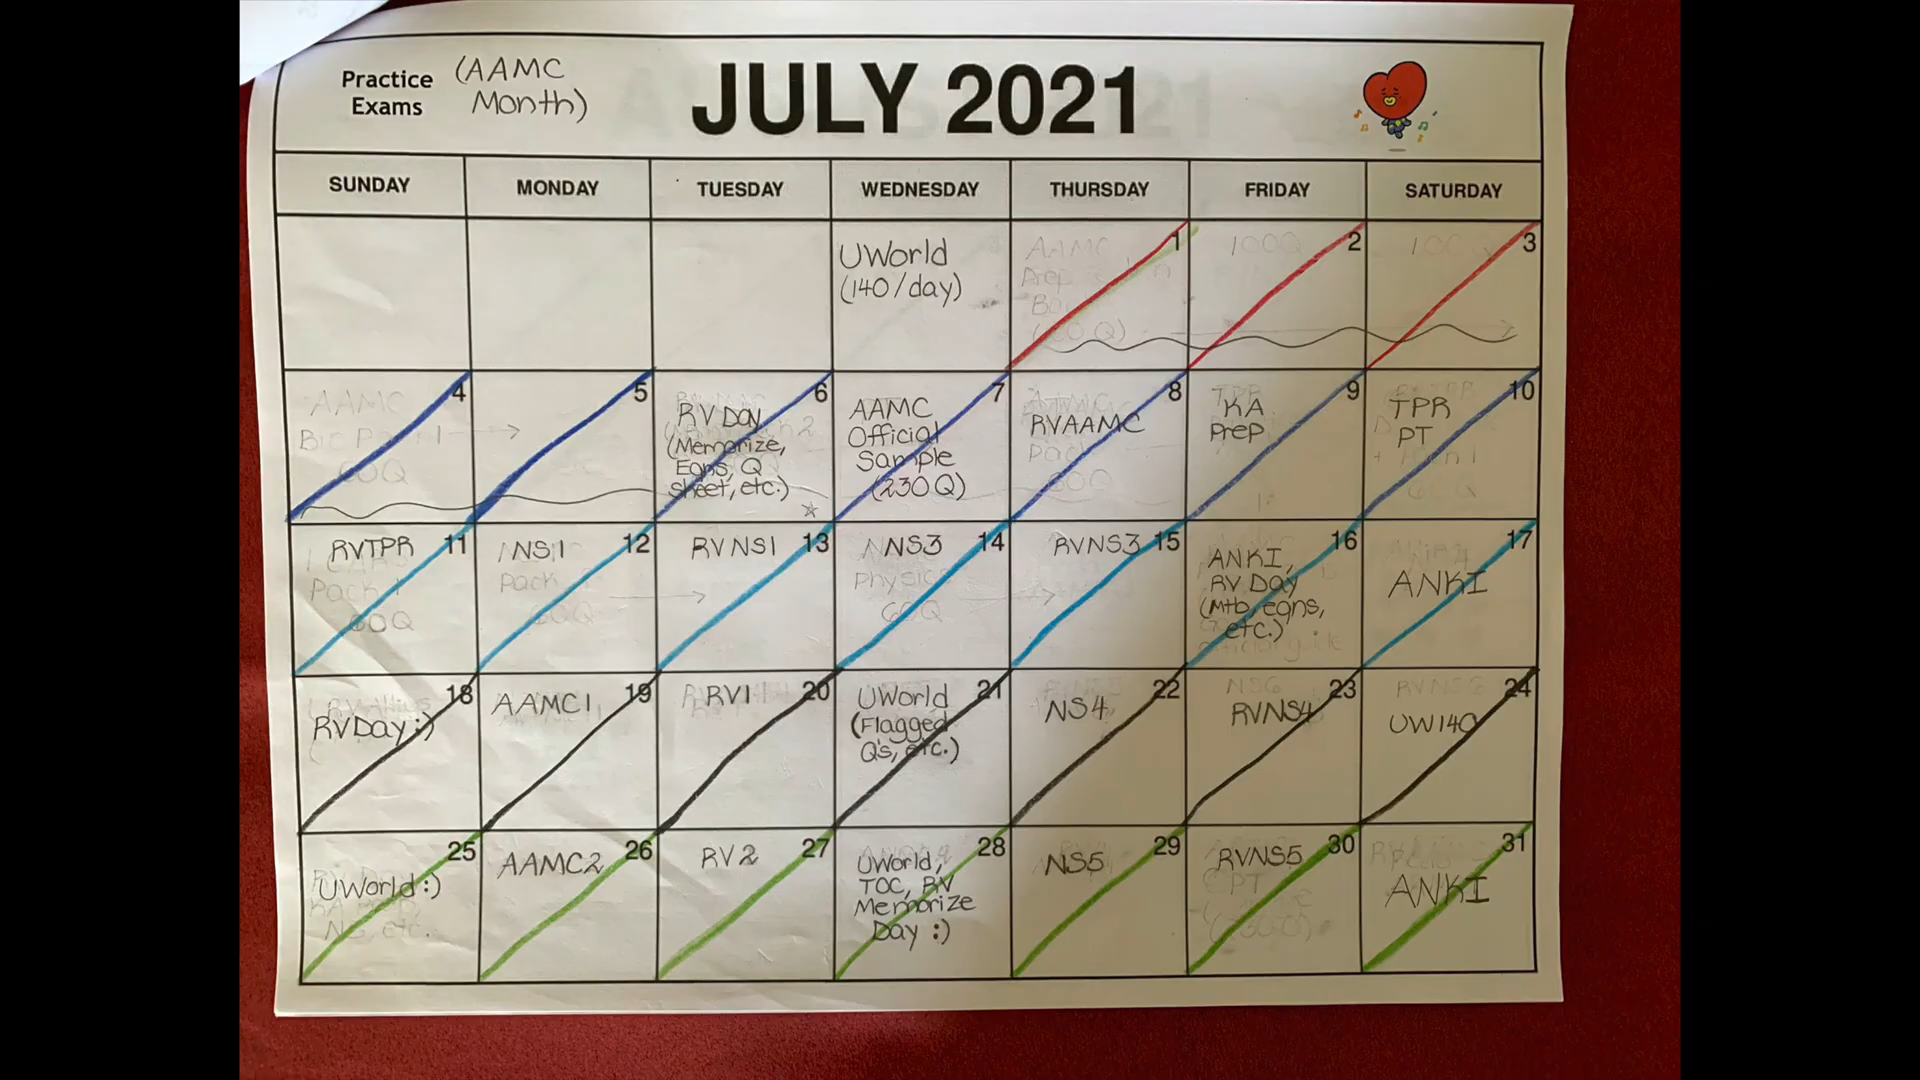 Practice
Exams
(AAMC
Month)
JULY 2021
SUNDAY
MONDAY
TUESDAY
WEDNESDAY
THURSDAY
FRIDAY
SATURDAY
UWorld
(140/day)
1
2
3
4
5
6
RV DAY
(Memorize,
Eqns, Q
sheet, etc.)
7
AAMC
Official
Sample
(230Q)
8
RVAAMC
9
KA
PreP
10
TPR
PT
11
RVTPR
12
NS1
13
RVNS1
14
NS3
15
RVNS3
16
ANKI,
RV DAY
(Mtb, eqns,
etc.)
17
ANKI
18
RVDay:)
19
AAMC1
20
RV1
21
UWorld
(Flagged
Q's, etc.)
22
NS4
23
RVNS4
24
UW140
25
UWorld:)
26
AAMC2
27
RV2
28
UWorld,
TOC, RV
Memorize
Day :)
29
NS5
30
RVNS5
31
ANKI